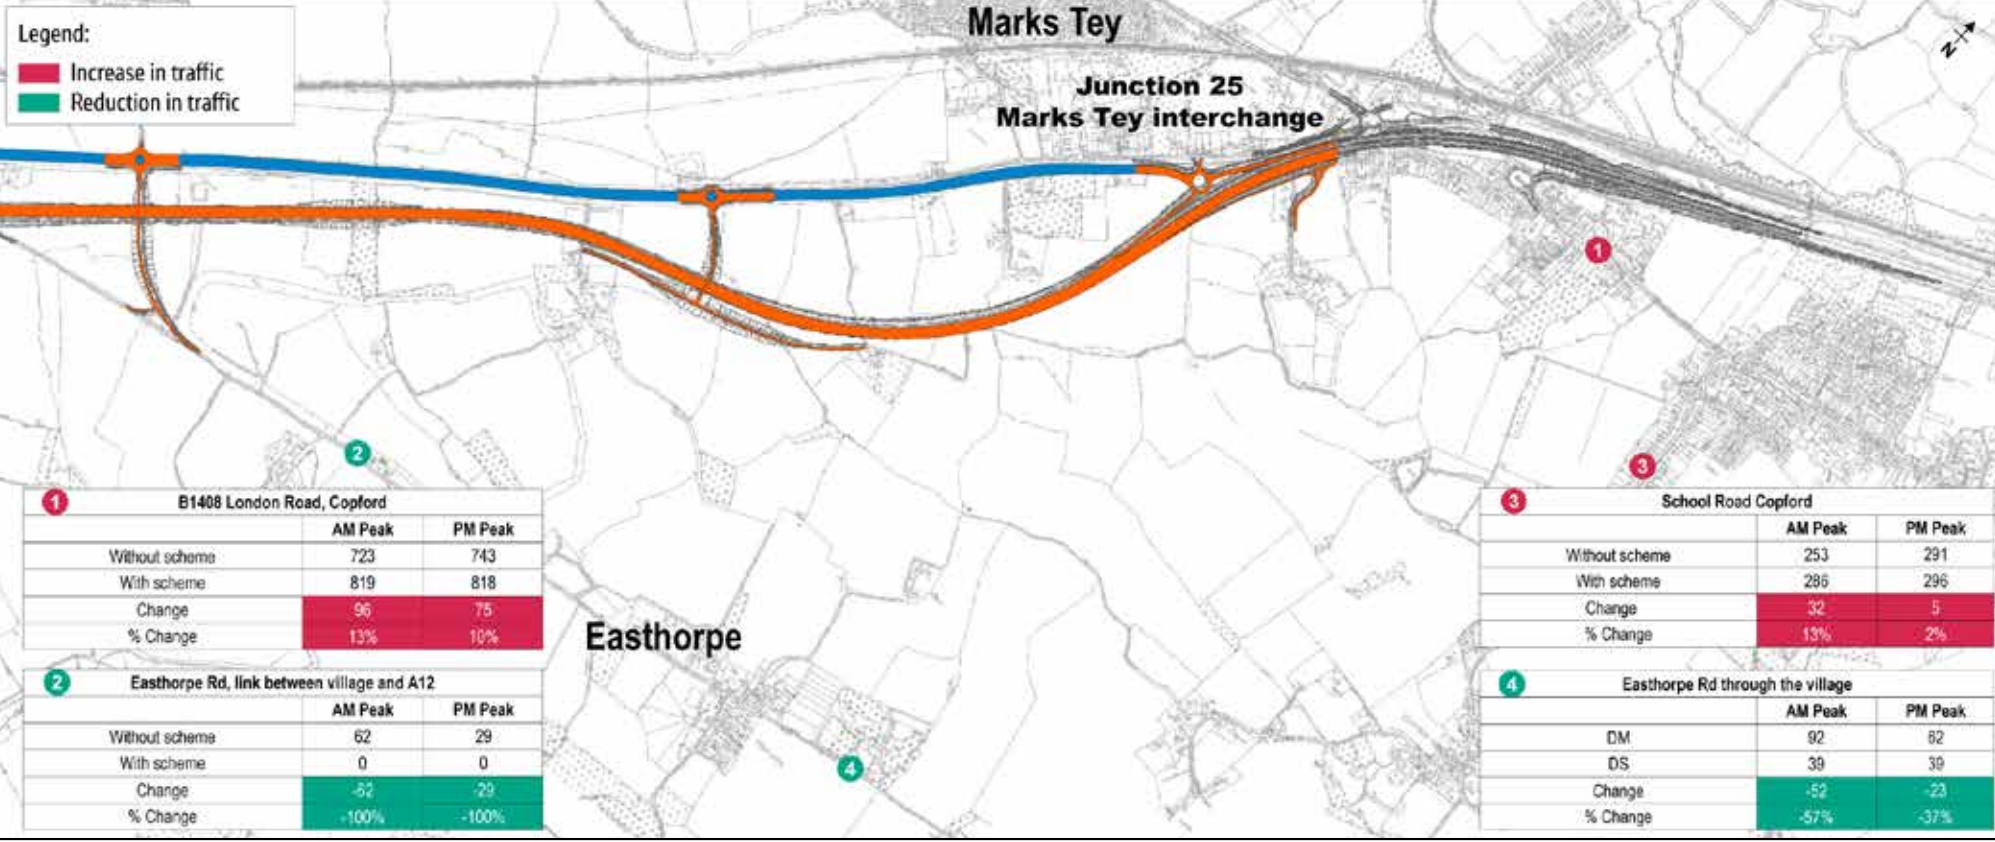 Marks Tey
Legend:
Increase in traffic
Reduction in traffic
N
Junction 25
Marks Tey interchange
1
2
3
1 B1408 London Road, Copford
AM Peak PM Peak
Without scheme 723 743
With scheme 819 818
Change 96 75
% Change 13% 10%
3 School Road Copford
AM Peak PM Peak
Without scheme 253 291
With scheme 286 296
Change 32 5
% Change 13% 2%
Easthorpe
4
2 Easthorpe Rd, link between village and A12
AM Peak PM Peak
Without scheme 62 29
With scheme 0 0
Change -62 -29
% Change -100% -100%
4 Easthorpe Rd through the village
AM Peak PM Peak
DM 92 62
DS 39 39
Change -52 -23
% Change -57% -37%